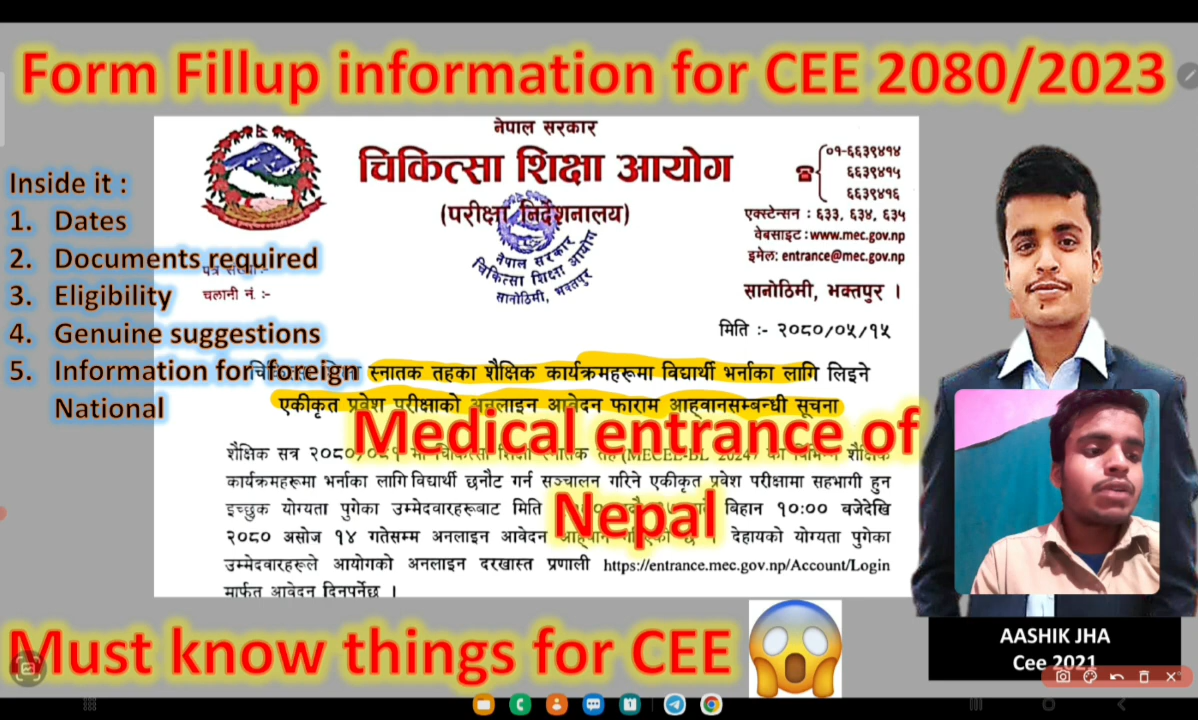 Form Fillup information for CEE 2080/2023
नेपाल सरकार
चिकित्सा शिक्षा आयोग
(परीक्षा निर्देशनालय)
नेपाल सरकार
चिकित्सा शिक्षा आयोग
सानोठिमी, भक्तपुर
०१-६६३९४१४
६६३९४१५
६६३९४१६
एक्स्टेन्सन : ६३३, ६३४, ६३५
वेबसाइट : www.mec.gov.np
इमेल: entrance@mec.gov.np
सानोठिमी, भक्तपुर ।
Inside it :
1. Dates
2. Documents required
3. Eligibility
4. Genuine suggestions
5. Information for foreign
National
चलानी नं :-
मिति :- २०८०/०५/१५
स्नातक तहका शैक्षिक कार्यक्रमहरूमा विद्यार्थी भर्नाका लागि लिइने
एकीकृत प्रवेश परीक्षाको अनलाइन आवेदन फाराम आह्वानसम्बन्धी सूचना
Medical entrance of
Nepal
शैक्षिक सत्र (MECEE-BL 2024) शैक्षिक
कार्यक्रमहरूमा भर्नाका लागि विद्यार्थी छनौट गर्न सञ्चालन गरिने एकीकृत प्रवेश परीक्षामा सहभागी हुन
इच्छुक योग्यता पुगेका उम्मेदवारहरूबाट मिति बिहान १०:०० बजेदेखि
२०८० असोज १४ गतेसम्म अनलाइन आवेदन देहायको योग्यता पुगेका
उम्मेदवारहरूले आयोगको अनलाइन दरखास्त प्रणाली https://entrance.mec.gov.np/Account/Login
मार्फत आवेदन दिनुपर्नेछ ।
Must know things for CEE
AASHIK JHA
Cee 2021